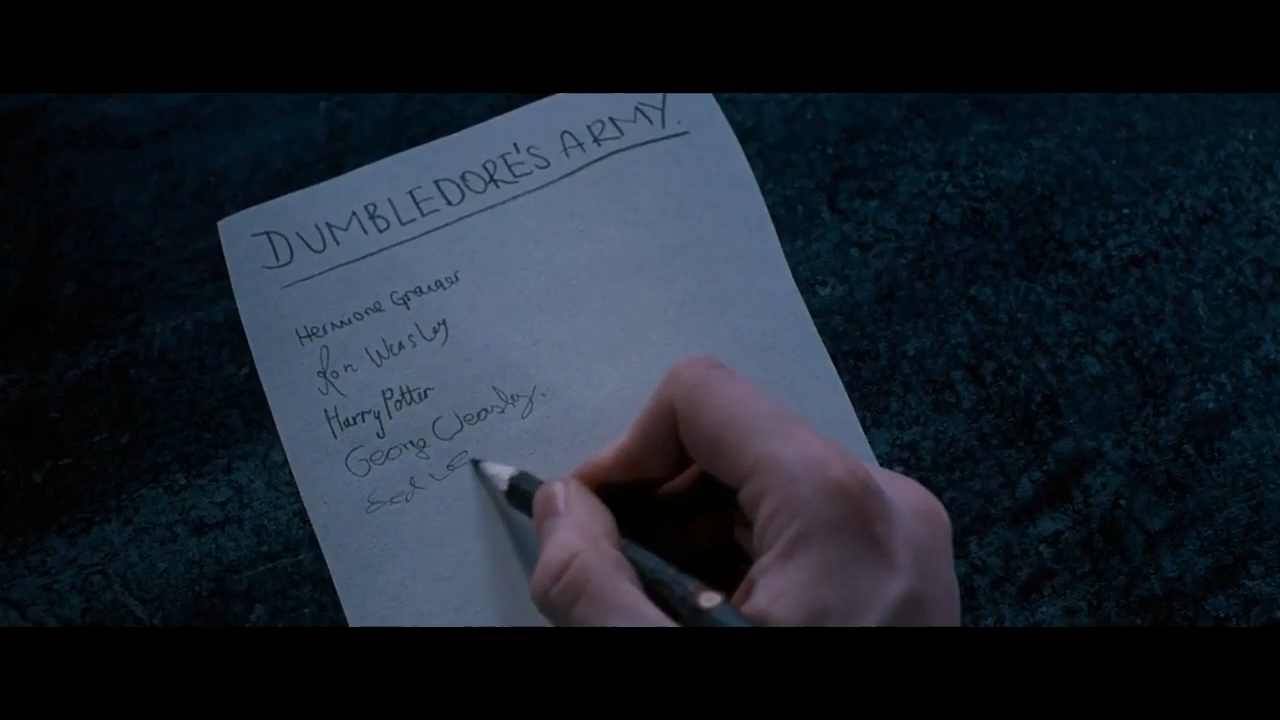 DUMBLEDORE'S ARMY.
Hermione Granger
Ron Weasley
Harry Potter
George Weasley.